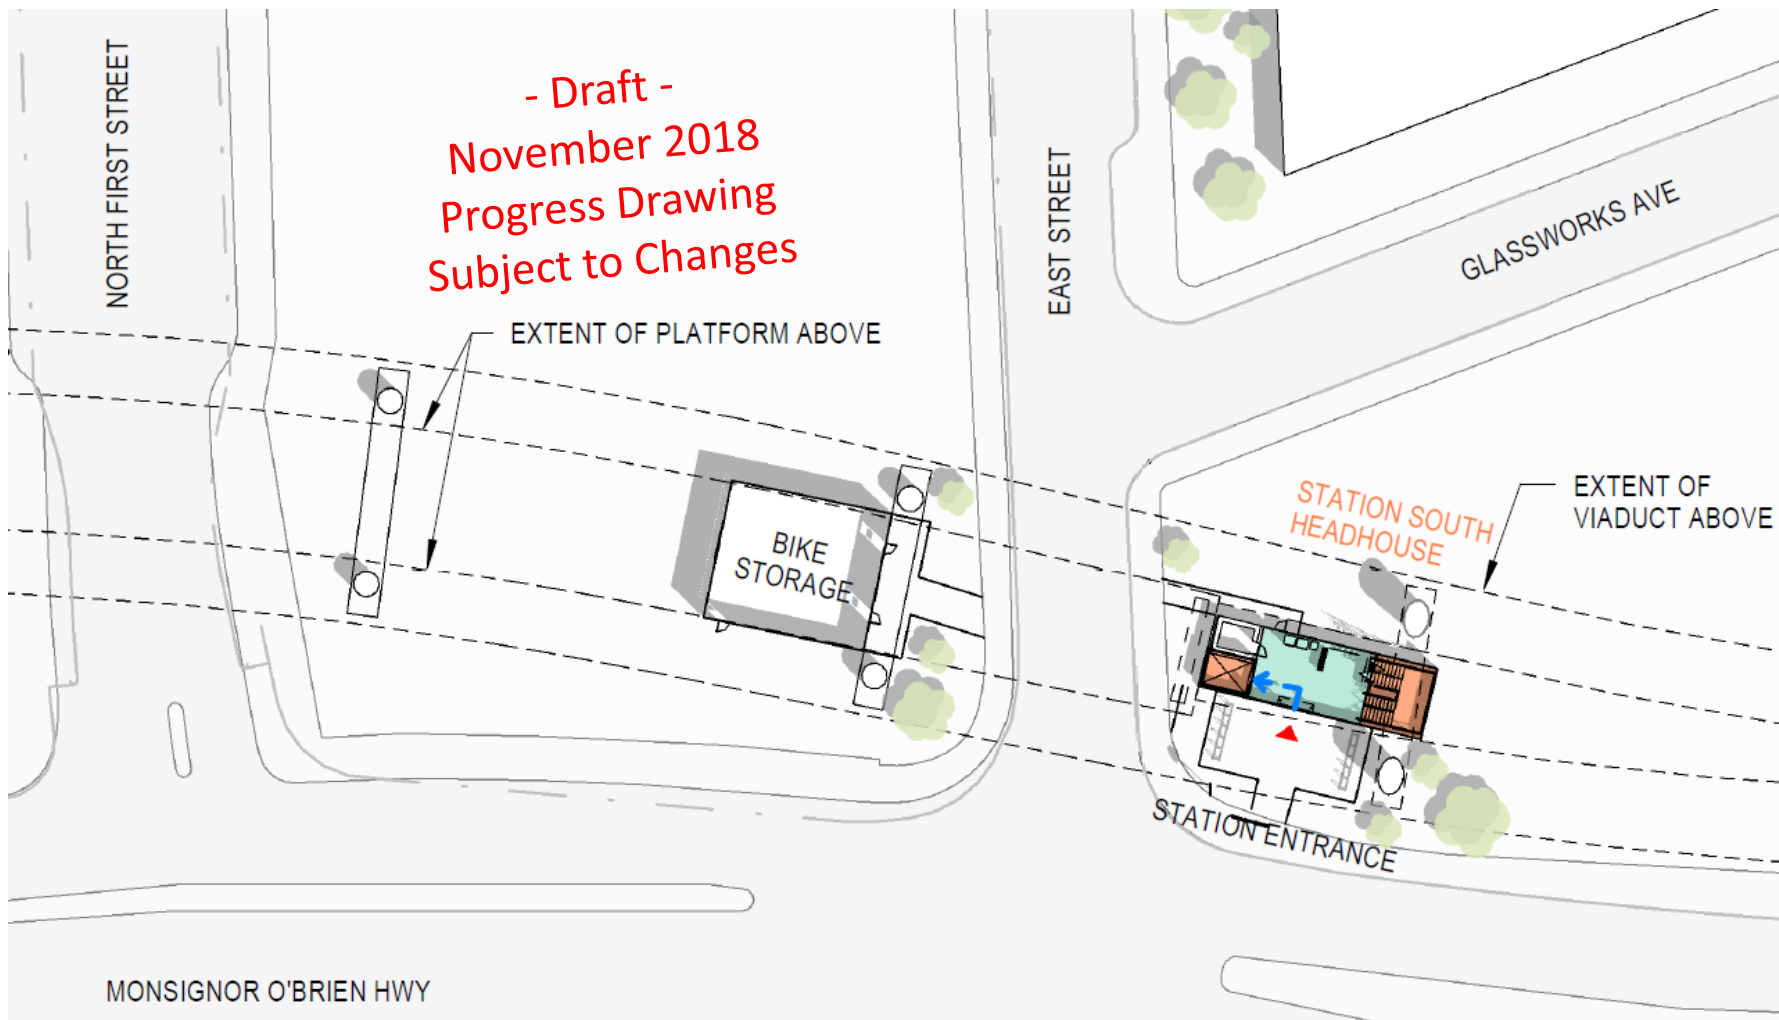 NORTH FIRST STREET
- Draft -
November 2018
Progress Drawing
Subject to Changes
EXTENT OF PLATFORM ABOVE
EAST STREET
GLASSWORKS AVE
BIKE
STORAGE
STATION SOUTH
HEADHOUSE
EXTENT OF
VIADUCT ABOVE
STATION ENTRANCE
MONSIGNOR O'BRIEN HWY